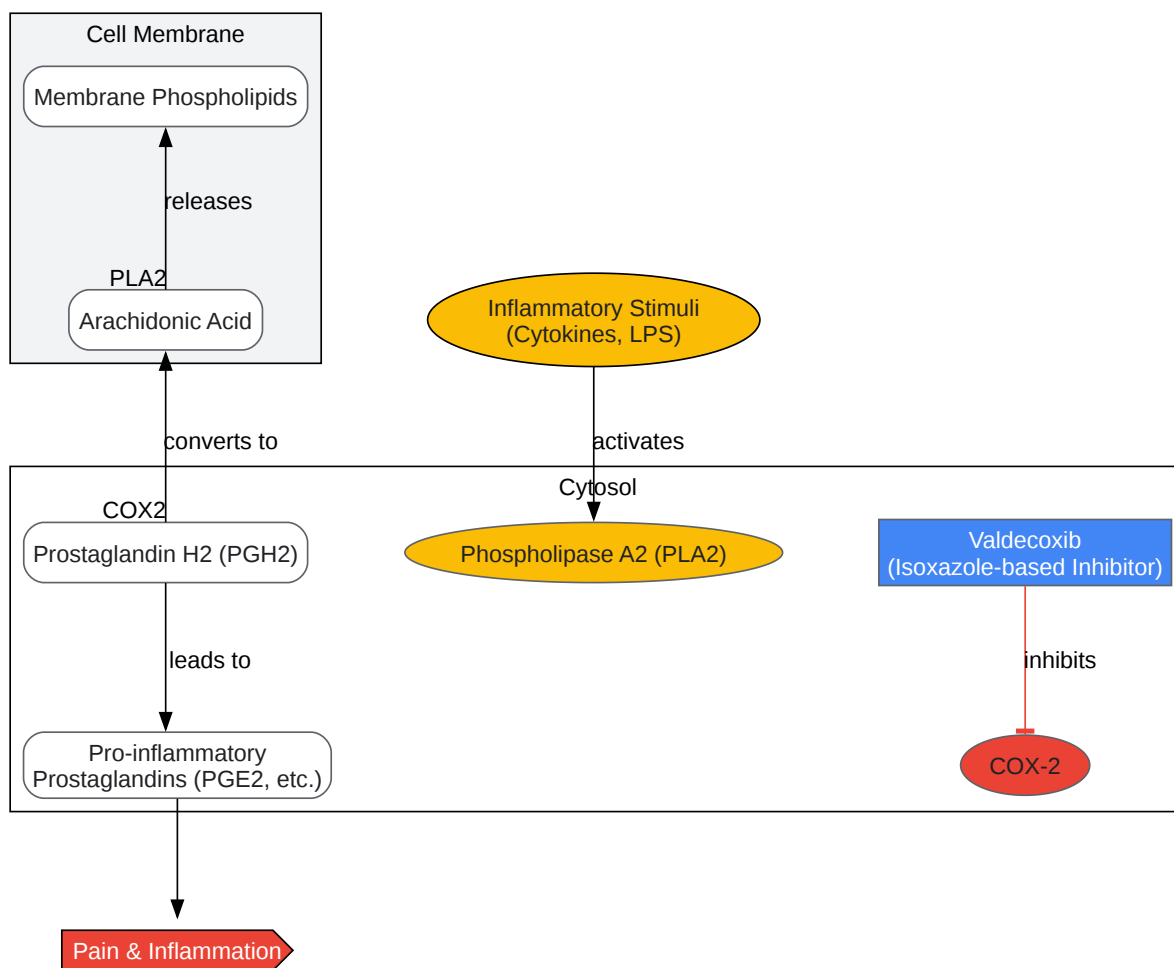 Cell Membrane
Membrane Phospholipids
releases
PLA2
Arachidonic Acid
Inflammatory Stimuli
(Cytokines, LPS)
converts to
activates
Cytosol
COX2
Prostaglandin H2 (PGH2)
Phospholipase A2 (PLA2)
Valdecoxib
(Isoxazole-based Inhibitor)
leads to
inhibits
Pro-inflammatory
Prostaglandins (PGE2, etc.)
COX-2
Pain & Inflammation